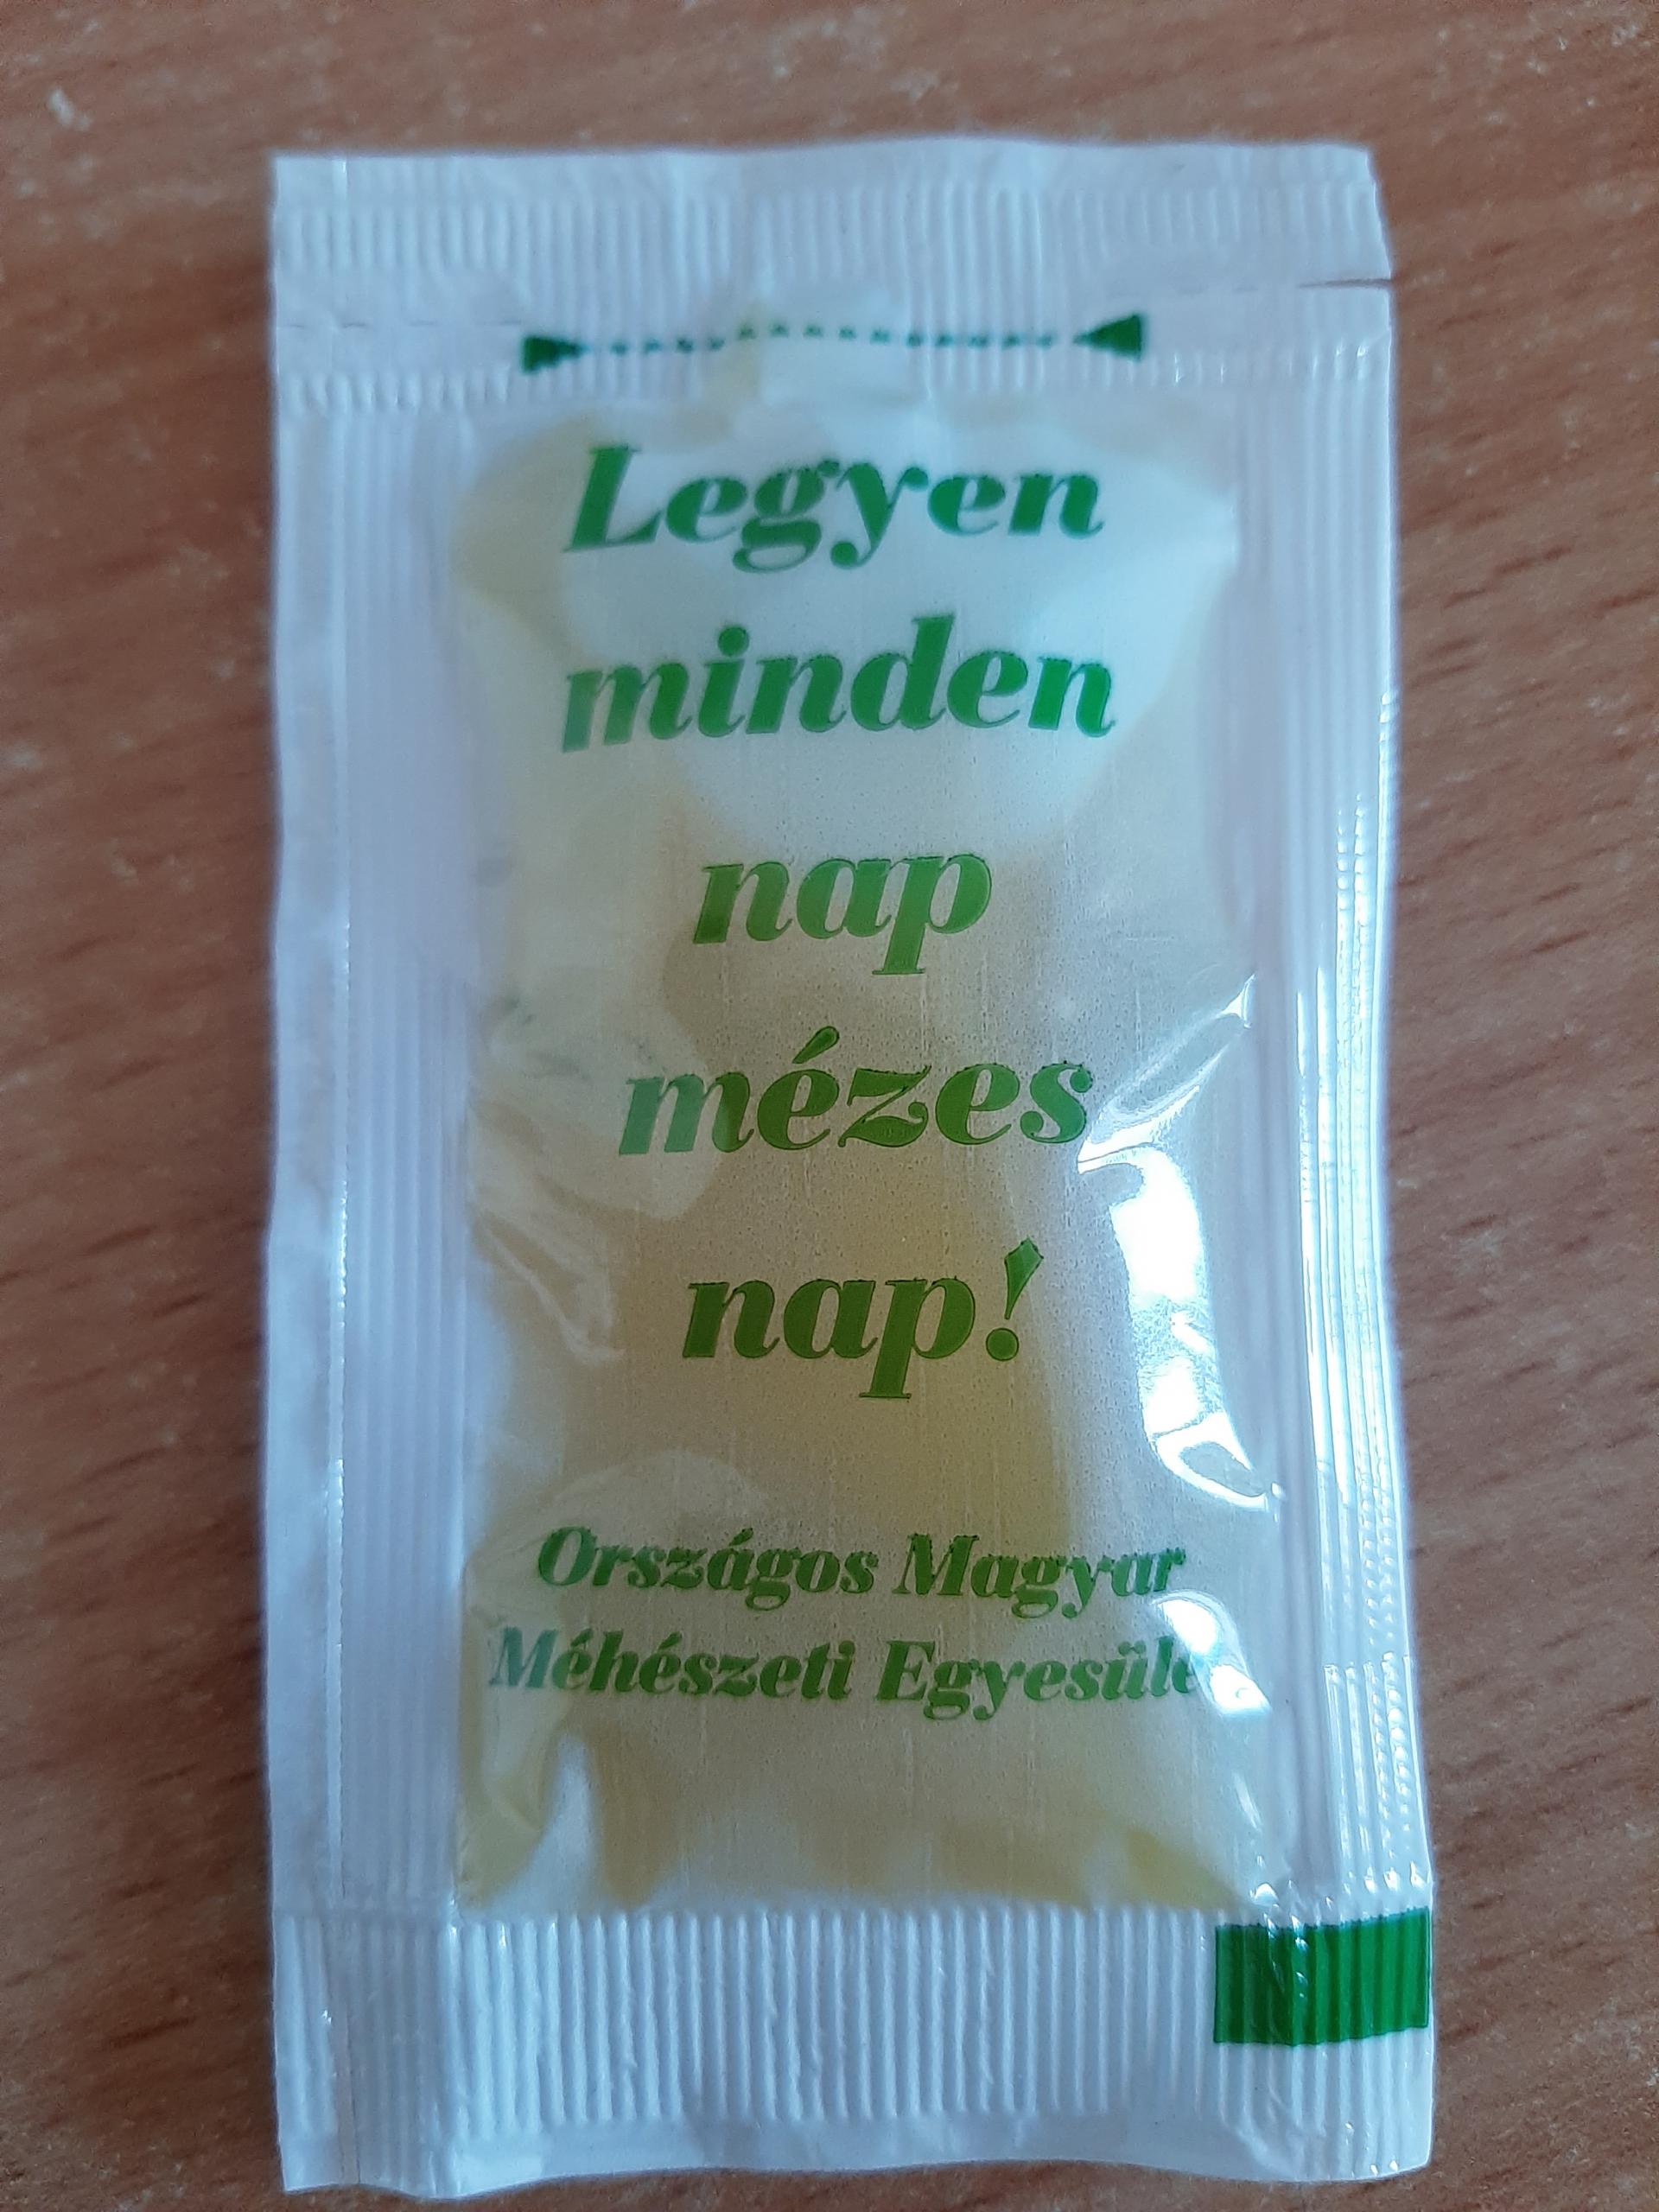 Legyen
minden
nap
mézes
nap!
Országos Magyar
Méhészeti Egyesüle